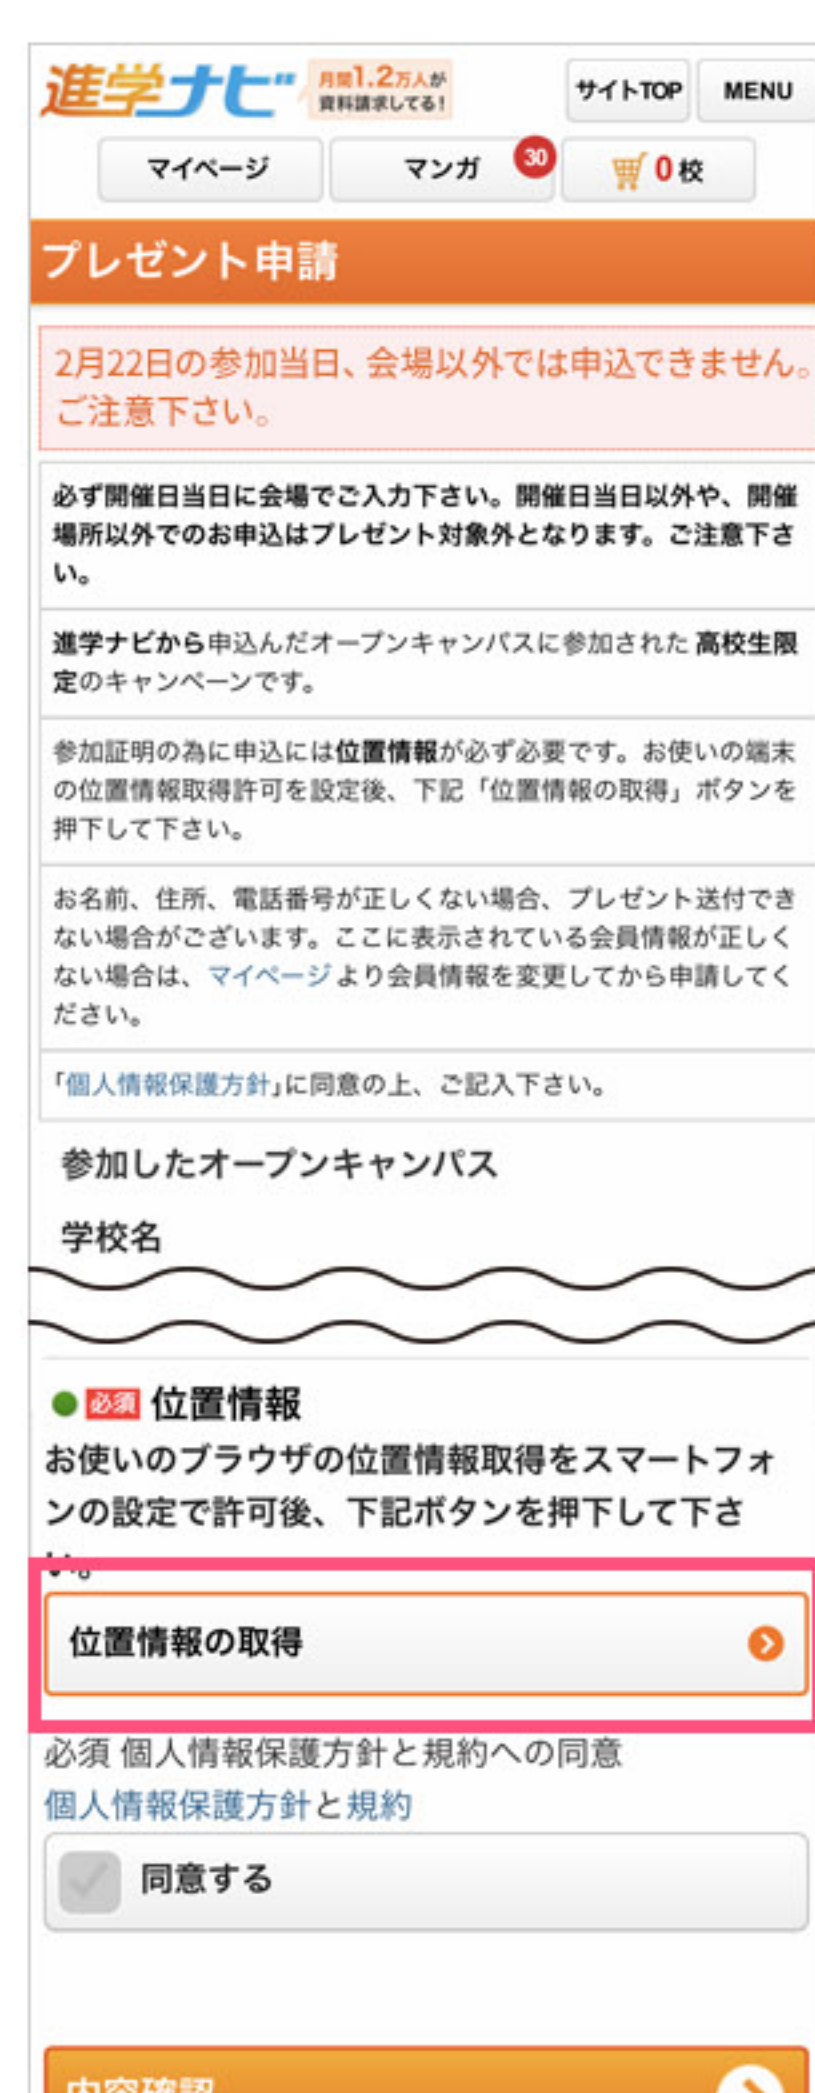 進学ナビ
月間1.2万人が
資料請求してる!
サイトTOP
MENU
マイページ
マンガ
30
0校
プレゼント申請
2月22日の参加当日、会場以外では申込できません。
ご注意下さい。
必ず開催日当日に会場でご入力下さい。開催日当日以外や、開催
場所以外でのお申込はプレゼント対象外となります。ご注意下さ
い。
進学ナビから申込んだオープンキャンパスに参加された 高校生限
定のキャンペーンです。
参加証明の為に申込には位置情報が必ず必要です。お使いの端末
の位置情報取得許可を設定後、下記「位置情報の取得」ボタンを
押下して下さい。
お名前、住所、電話番号が正しくない場合、プレゼント送付でき
ない場合がございます。ここに表示されている会員情報が正しく
ない場合は、マイページ より会員情報を変更してから申請してく
ださい。
「個人情報保護方針」に同意の上、ご記入下さい。
参加したオープンキャンパス
学校名
必須 位置情報
お使いのブラウザの位置情報取得をスマートフォ
ンの設定で許可後、下記ボタンを押下して下さ
い。
位置情報の取得
必須 個人情報保護方針と規約への同意
個人情報保護方針と規約
同意する
内容確認